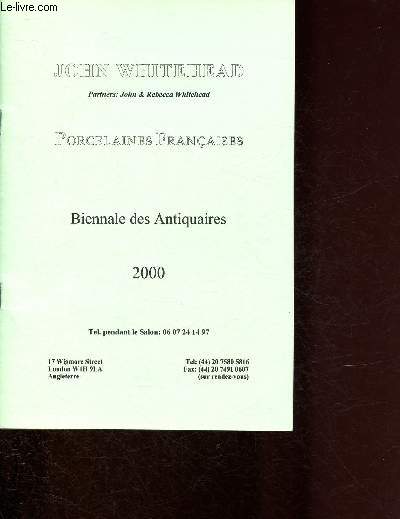 © Le-Livre.com
JOHN WHITEHEAD
Partners: John & Rebecca Whitehead
PORCELAINES FRANÇAISES
Biennale des Antiquaires
2000
Tel. pendant le Salon: 06 07 24 14 97
17 Wigmore Street
London W1H 9LA
Angleterre
Tel: (44) 20 7580 5816
Fax: (44) 20 7491 0607
(sur rendez-vous)